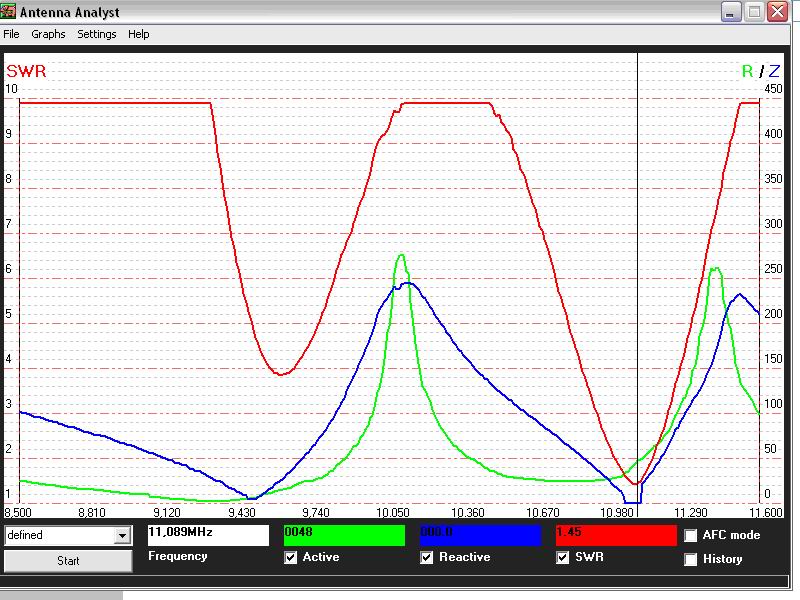 Antenna Analyst
File Graphs Settings Help
SWR R / Z
10 450
9 400
8 350
7 300
6 250
5 200
4 150
3 100
2 50
1 0
8.500 8.810 9.120 9.430 9.740 10.050 10.360 10.670 10.980 11.290 11.600
defined 11,089MHz 0048 000.0 1.45 AFC mode
Start Frequency Active Reactive SWR History